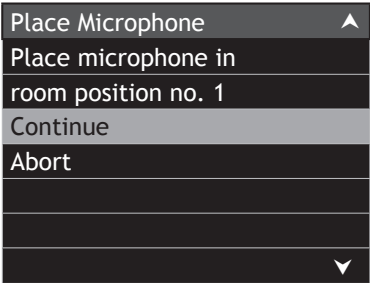 Place Microphone
Place microphone in
room position no. 1
Continue
Abort